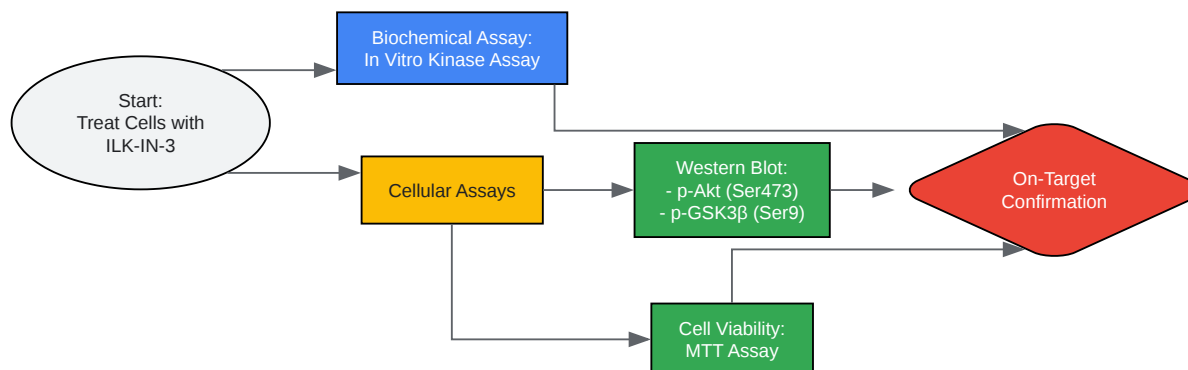 Biochemical Assay:
In Vitro Kinase Assay
Start:
Treat Cells with
ILK-IN-3
Cellular Assays
Western Blot:
- p-Akt (Ser473)
- p-GSK3β (Ser9)
On-Target
Confirmation
Cell Viability:
MTT Assay